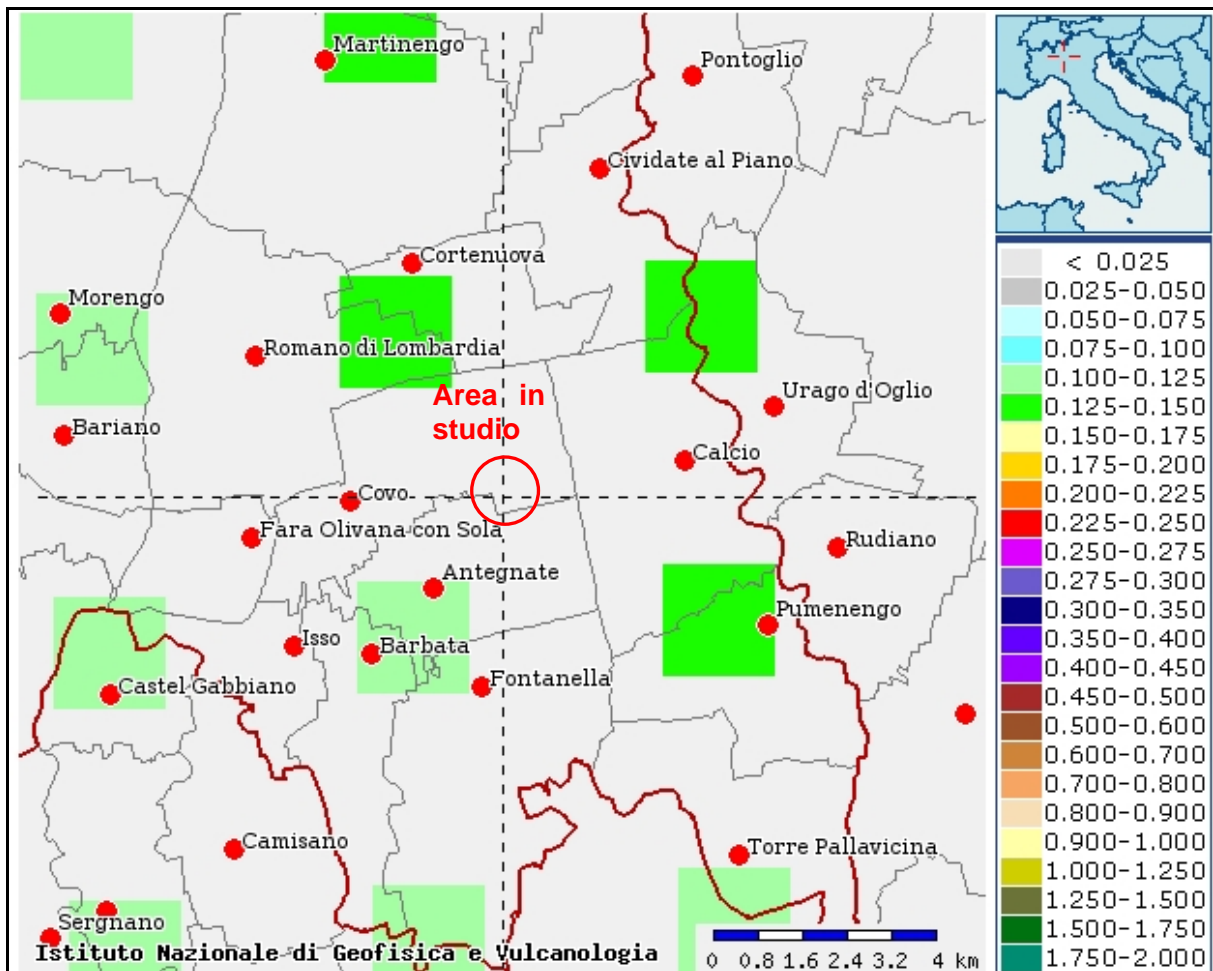 Martinengo
Pontoglio
Cividate al Piano
Cortenuova
Morengo
Romano di Lombardia
Area in
studio
Urago d'Oglio
Bariano
Calcio
Covo
Fara Olivana con Sola
Rudiano
Antegnate
Pumenengo
Isso
Barbata
Castel Gabbiano
Fontanella
Camisano
Torre Pallavicina
Sergnano
Istituto Nazionale di Geofisica e Vulcanologia
0 0.8 1.6 2.4 3.2 4 km
< 0.025
0.025-0.050
0.050-0.075
0.075-0.100
0.100-0.125
0.125-0.150
0.150-0.175
0.175-0.200
0.200-0.225
0.225-0.250
0.250-0.275
0.275-0.300
0.300-0.350
0.350-0.400
0.400-0.450
0.450-0.500
0.500-0.600
0.600-0.700
0.700-0.800
0.800-0.900
0.900-1.000
1.000-1.250
1.250-1.500
1.500-1.750
1.750-2.000